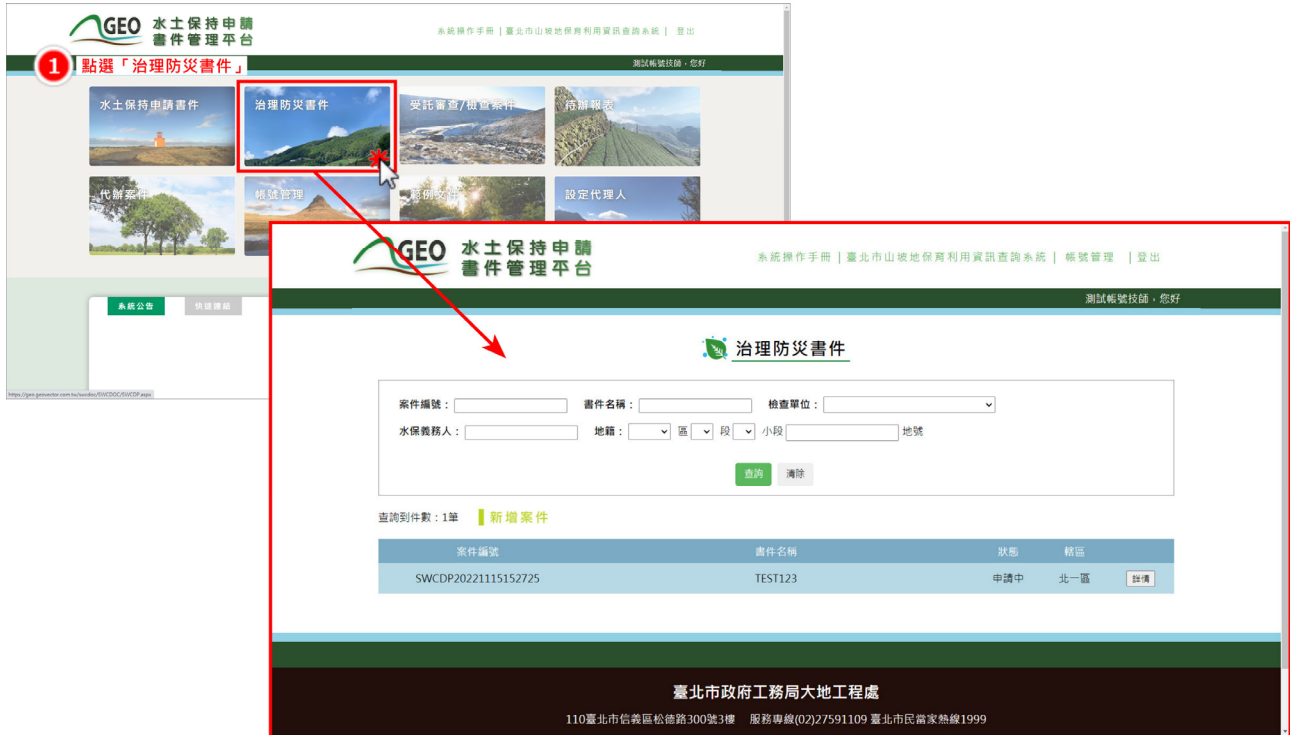 GEO 水土保持申請
書件管理平台
系統操作手冊 | 臺北市山坡地保育利用資訊查詢系統 | 登出
測試帳號技師，您好
1 點選「治理防災書件」
水土保持申請書件
治理防災書件
受託審查/檢查案件
待辦報表
代辦案件
帳號管理
範例文件
設定代理人
系統公告
快速連結
https://geo.geovector.com.tw/swcdoc/SWCDOC/SWCDP.aspx
GEO 水土保持申請
書件管理平台
系統操作手冊 | 臺北市山坡地保育利用資訊查詢系統 | 帳號管理 | 登出
測試帳號技師，您好
治理防災書件
案件編號： 書件名稱： 檢查單位：
水保義務人： 地籍： 區 段 小段 地號
查詢 清除
查詢到件數：1筆 新增案件
案件編號 書件名稱 狀態 轄區
SWCDP20221115152725 TEST123 申請中 北一區 詳情
臺北市政府工務局大地工程處
110臺北市信義區松德路300號3樓 服務專線(02)27591109 臺北市民當家熱線1999